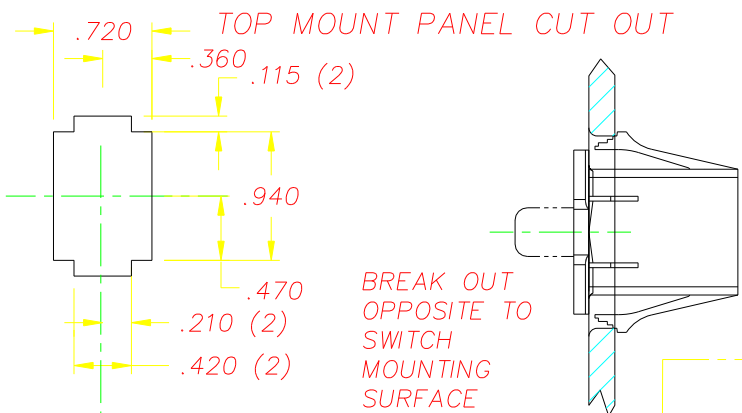 TOP MOUNT PANEL CUT OUT
.720
.360
.115 (2)
.940
.470
.210 (2)
.420 (2)
BREAK OUT
OPPOSITE TO
SWITCH
MOUNTING
SURFACE